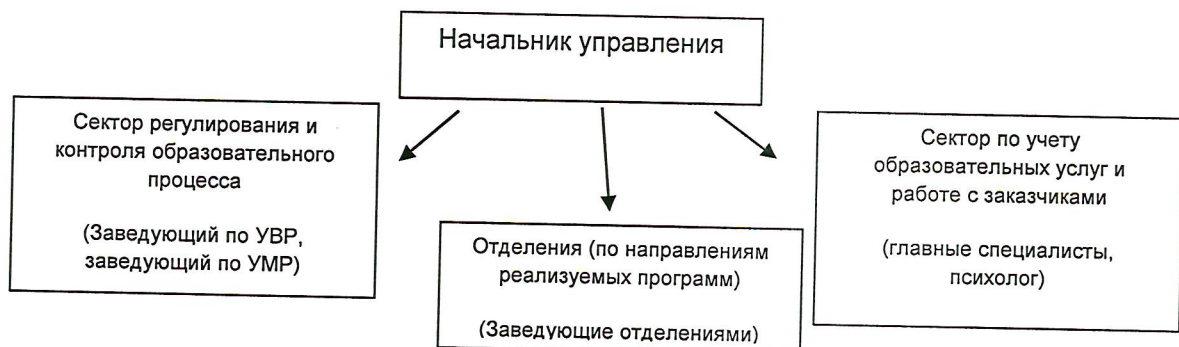 Начальник управления
Сектор регулирования и
контроля образовательного
процесса
(Заведующий по УВР,
заведующий по УМР)
Отделения (по направлениям
реализуемых программ)
(Заведующие отделениями)
Сектор по учету
образовательных услуг и
работе с заказчиками
(главные специалисты,
психолог)